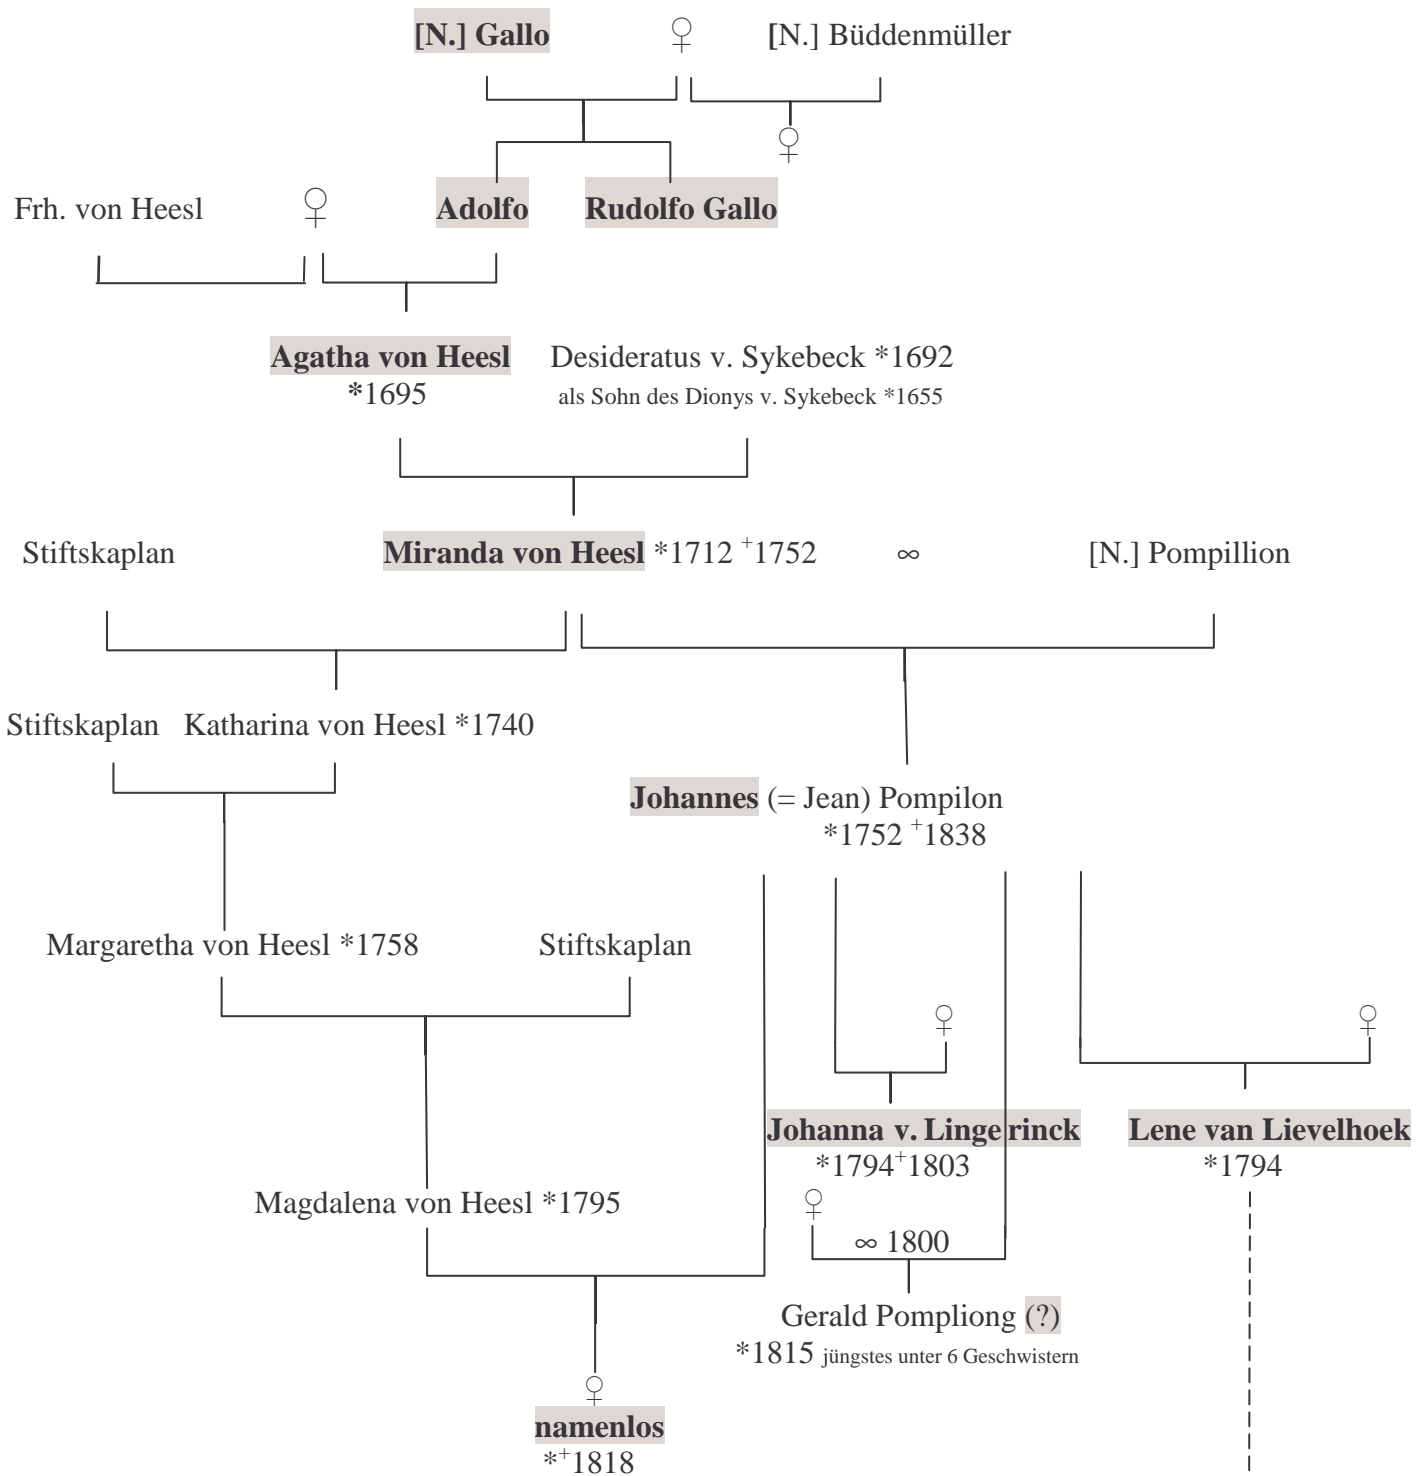 [N.] Gallo ♀ [N.] Büddenmüller
♀
Frh. von Heesl ♀ Adolfo Rudolfo Gallo
Agatha von Heesl Desideratus v. Sykebeck *1692
*1695 als Sohn des Dionys v. Sykebeck *1655
Stiftskaplan Miranda von Heesl *1712 +1752 ∞ [N.] Pompillion
Stiftskaplan Katharina von Heesl *1740
Johannes (= Jean) Pompilon
*1752 +1838
Margaretha von Heesl *1758 Stiftskaplan
♀ ♀
Johanna v. Lingerinck Lene van Lievelhoek
*1794+1803 *1794
Magdalena von Heesl *1795 ♀
∞ 1800
Gerald Pompliong (?)
*1815 jüngstes unter 6 Geschwistern
♀
namenlos
*+1818